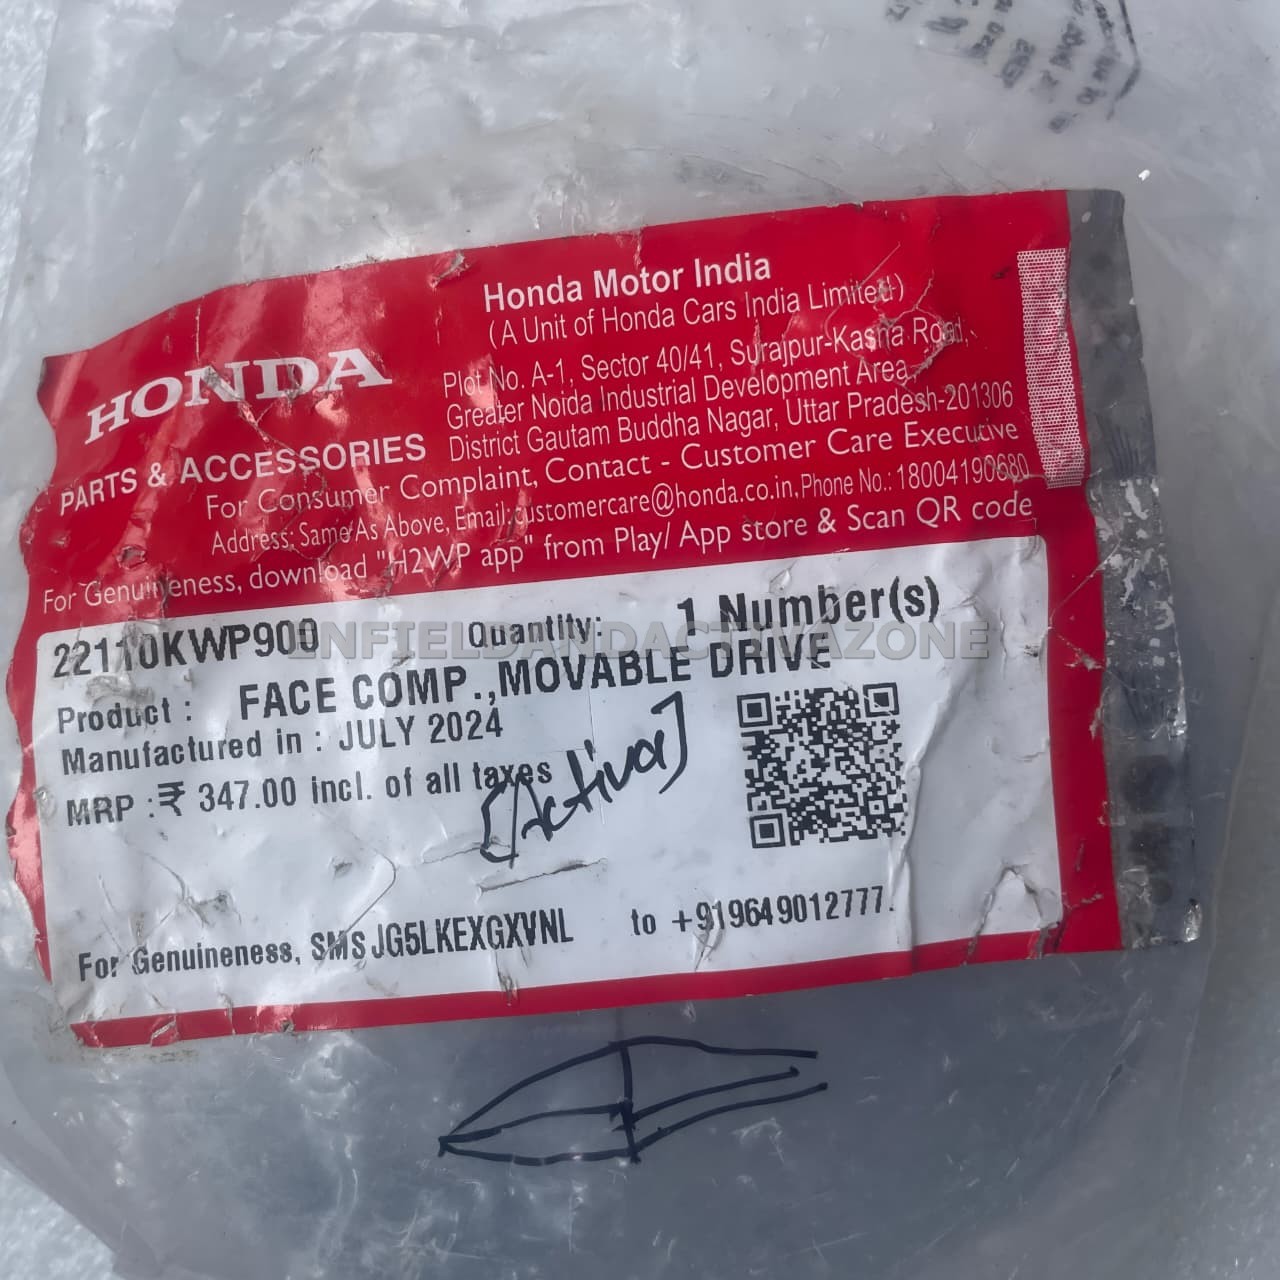 Honda Motor India
(A Unit of Honda Cars India Limited)
Plot No. A-1, Sector 40/41, Surajpur-Kasna Road,
Greater Noida Industrial Development Area,
District Gautam Buddha Nagar, Uttar Pradesh-201306
HONDA
PARTS & ACCESSORIES
For Consumer Complaint, Contact - Customer Care Executive
Address: Same As Above, Email:customercare@honda.co.in, Phone No.: 18004190680
For Genuineness, download "H2WP app" from Play/ App store & Scan QR code
22110KWP900 Quantity: 1 Number(s)
ENFIELDANDACTIVAZONE
Product : FACE COMP.,MOVABLE DRIVE
Manufactured in : JULY 2024
MRP :₹ 347.00 incl. of all taxes
[Activa]
For Genuineness, SMS JG5LKEXGXVNL to +919649012777.